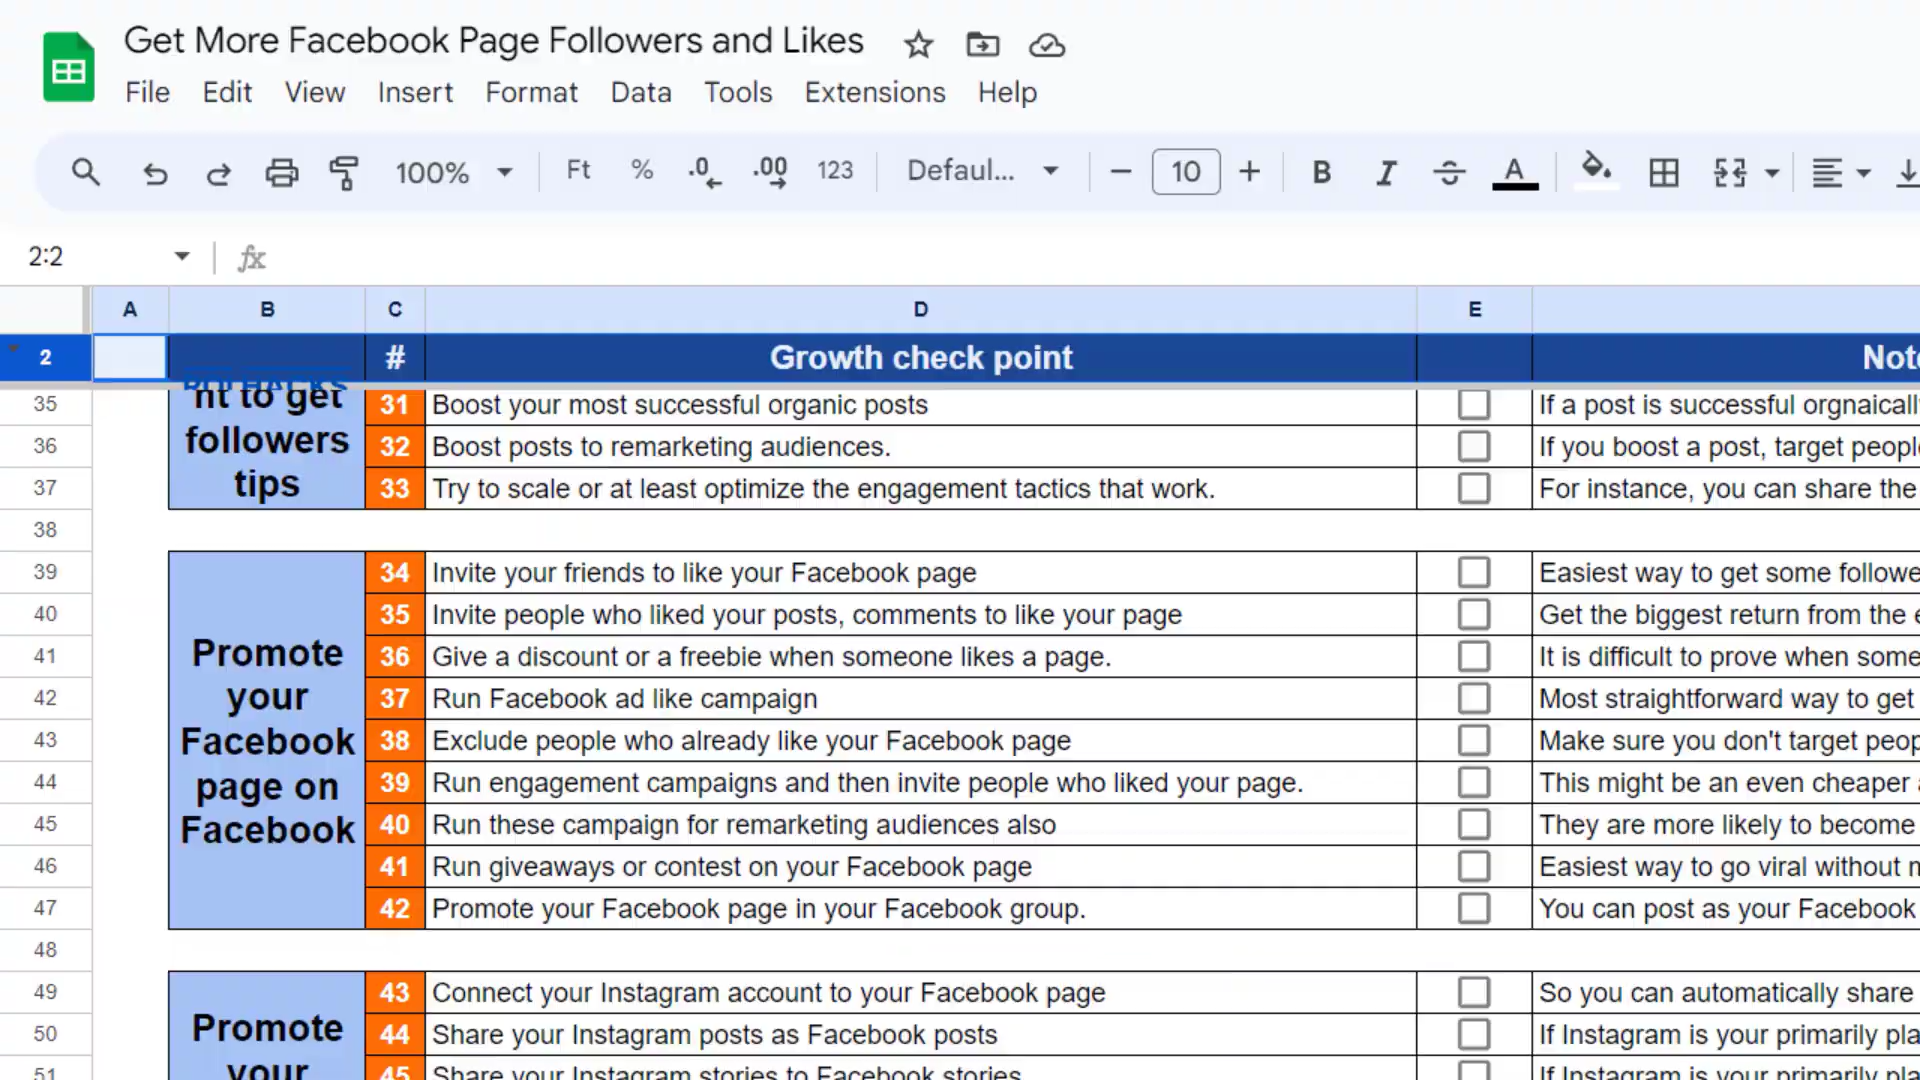 Get More Facebook Page Followers and Likes
File Edit View Insert Format Data Tools Extensions Help
100% Ft % .0 .00 123 Defaul... 10 B I A
2:2 fx
A B C D E
2 # Growth check point
nt to get
followers
tips
35 31 Boost your most successful organic posts If a post is successful orgnaically
36 32 Boost posts to remarketing audiences. If you boost a post, target people
37 33 Try to scale or at least optimize the engagement tactics that work. For instance, you can share the
38
Promote
your
Facebook
page on
Facebook
39 34 Invite your friends to like your Facebook page Easiest way to get some
40 35 Invite people who liked your posts, comments to like your page Get the biggest return from the
41 36 Give a discount or a freebie when someone likes a page. It is difficult to prove when
42 37 Run Facebook ad like campaign Most straightforward way to get
43 38 Exclude people who already like your Facebook page Make sure you don't target
44 39 Run engagement campaigns and then invite people who liked your page. This might be an even cheaper
45 40 Run these campaign for remarketing audiences also They are more likely to become
46 41 Run giveaways or contest on your Facebook page Easiest way to go viral without
47 42 Promote your Facebook page in your Facebook group. You can post as your Facebook
48
Promote
your
49 43 Connect your Instagram account to your Facebook page So you can automatically share
50 44 Share your Instagram posts as Facebook posts If Instagram is your primarily
51 45 Share your Instagram stories to Facebook stories If Instagram is your primarily